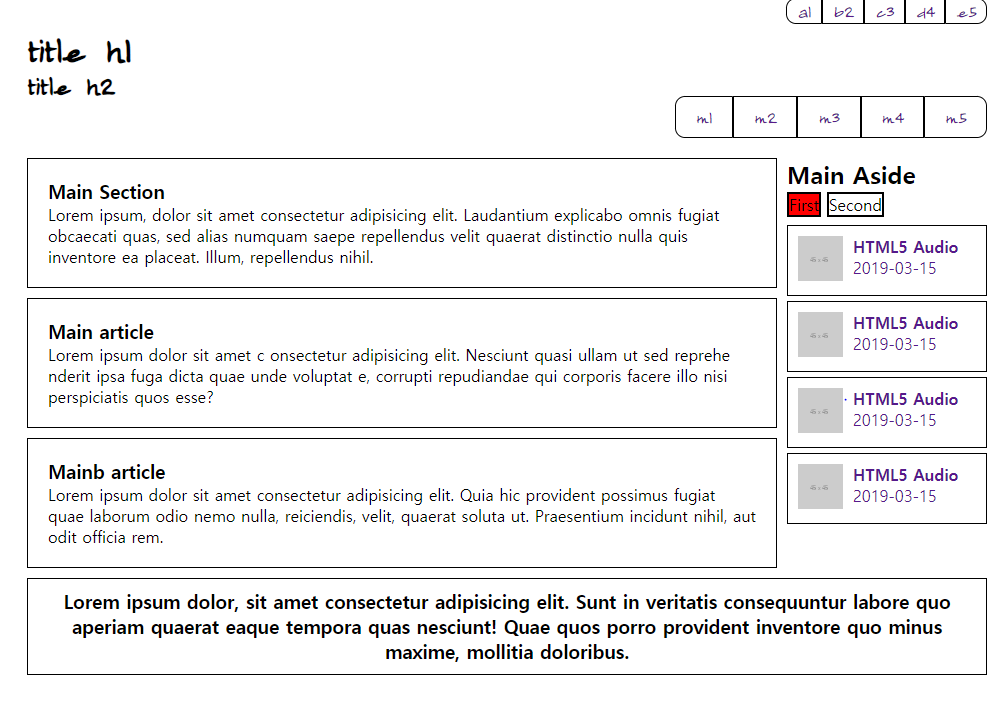 a1 b2 c3 d4 e5
title h1
title h2
m1 m2 m3 m4 m5
Main Section
Lorem ipsum, dolor sit amet consectetur adipisicing elit. Laudantium explicabo omnis fugiat
obcaecati quas, sed alias numquam saepe repellendus velit quaerat distinctio nulla quis
inventore ea placeat. Illum, repellendus nihil.
Main article
Lorem ipsum dolor sit amet c onsectetur adipisicing elit. Nesciunt quasi ullam ut sed reprehe
nderit ipsa fuga dicta quae unde voluptat e, corrupti repudiandae qui corporis facere illo nisi
perspiciatis quos esse?
Mainb article
Lorem ipsum dolor sit amet consectetur adipisicing elit. Quia hic provident possimus fugiat
quae laborum odio nemo nulla, reiciendis, velit, quaerat soluta ut. Praesentium incidunt nihil, aut
odit officia rem.
Main Aside
First Second
HTML5 Audio
2019-03-15
HTML5 Audio
2019-03-15
· HTML5 Audio
2019-03-15
HTML5 Audio
2019-03-15
Lorem ipsum dolor, sit amet consectetur adipisicing elit. Sunt in veritatis consequuntur labore quo
aperiam quaerat eaque tempora quas nesciunt! Quae quos porro provident inventore quo minus
maxime, mollitia doloribus.